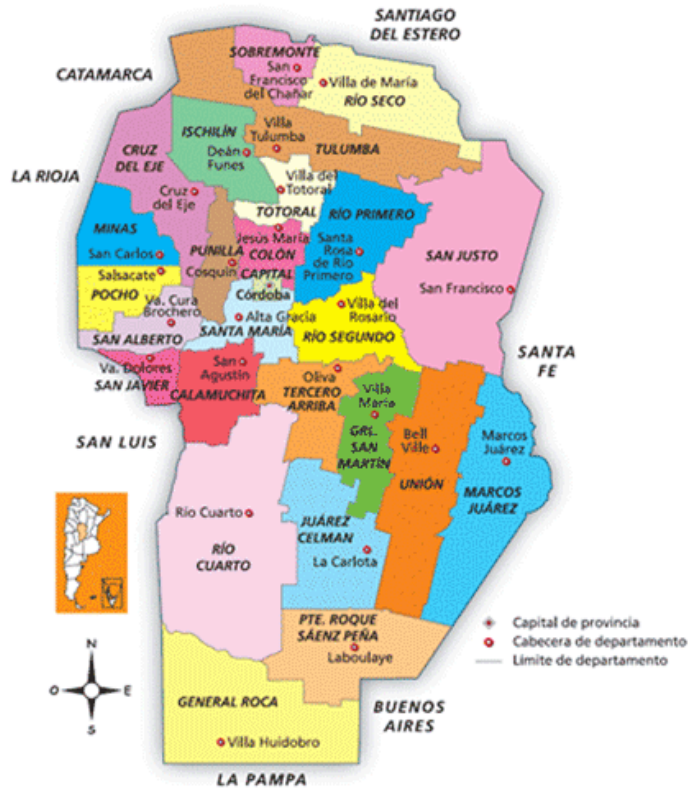 SANTIAGO
DEL ESTERO
CATAMARCA
SOBREMONTE
San
Francisco
del Chañar
Villa de María
RÍO SECO
ISCHILÍN
Villa
Tulumba
TULUMBA
CRUZ
DEL EJE
Deán
Funes
LA RIOJA
Villa del
Totoral
Cruz
del Eje
TOTORAL
RÍO PRIMERO
MINAS
Jesus María
COLÓN
Santa
Rosa
de Río
Primero
SAN JUSTO
San Carlos
PUNILLA
Cosquín
CAPITAL
Salsacate
POCHO
Córdoba
San Francisco
Va. Cura
Brochero
Alta Gracia
Villa del
Rosario
SANTA MARÍA
RÍO SEGUNDO
SAN ALBERTO
SANTA
FE
Va. Dolores
SAN JAVIER
San
Agustín
CALAMUCHITA
Oliva
TERCERO
ARRIBA
Villa
María
SAN LUIS
GRL.
SAN
MARTÍN
Bell
Ville
Marcos
Juárez
UNIÓN
MARCOS
JUÁREZ
Río Cuarto
RÍO
CUARTO
JUÁREZ
CELMAN
La Carlota
PTE. ROQUE
SÁENZ PEÑA
Laboulaye
Capital de provincia
Cabecera de departamento
Límite de departamento
N
O
E
S
GENERAL ROCA
BUENOS
AIRES
Villa Huidobro
LA PAMPA